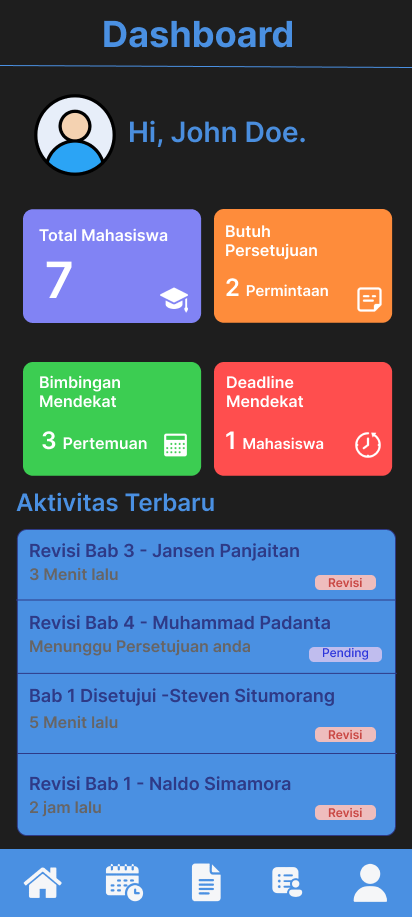 Dashboard
Hi, John Doe.
Total Mahasiswa
7
Butuh
Persetujuan
2 Permintaan
Bimbingan
Mendekat
3 Pertemuan
Deadline
Mendekat
1 Mahasiswa
Aktivitas Terbaru
Revisi Bab 3 - Jansen Panjaitan
3 Menit lalu
Revisi
Revisi Bab 4 - Muhammad Padanta
Menunggu Persetujuan anda
Pending
Bab 1 Disetujui -Steven Situmorang
5 Menit lalu
Revisi
Revisi Bab 1 - Naldo Simamora
2 jam lalu
Revisi